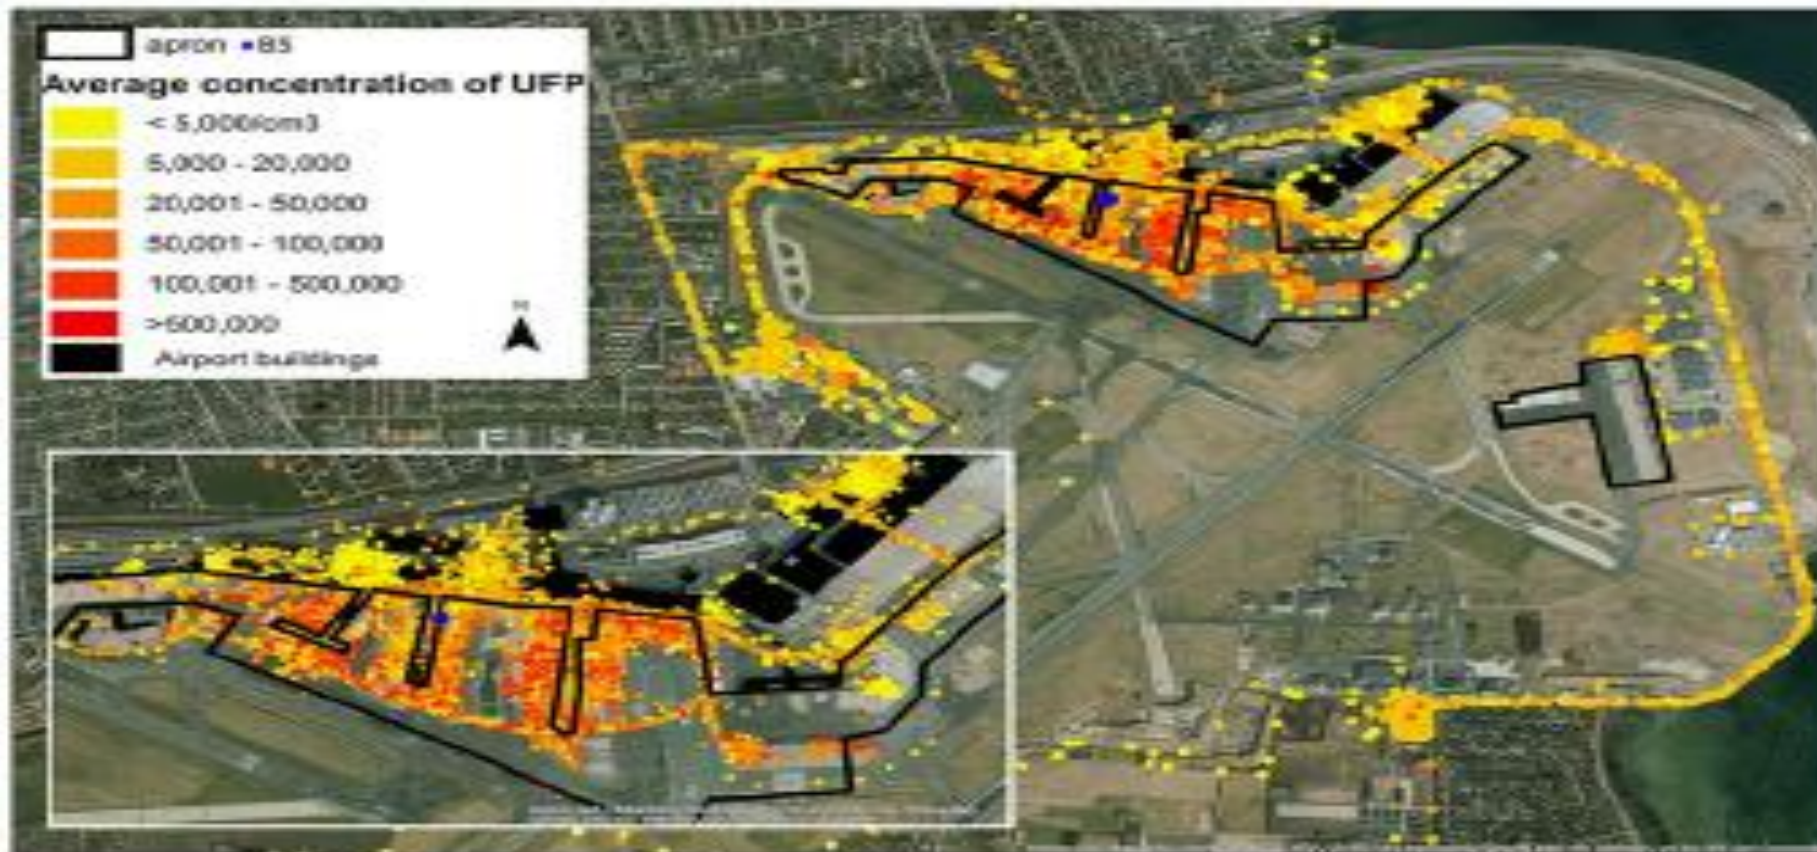 apron B5
Average concentration of UFP
< 5,000/cm3
5,000 - 20,000
20,001 - 50,000
50,001 - 100,000
100,001 - 500,000
>500,000
N
Airport buildings